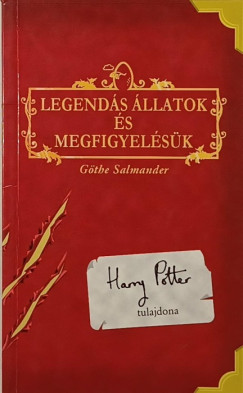 LEGENDÁS ÁLLATOK
ÉS
MEGFIGYELÉSÜK
Göthe Salmander
Harry Potter
tulajdona